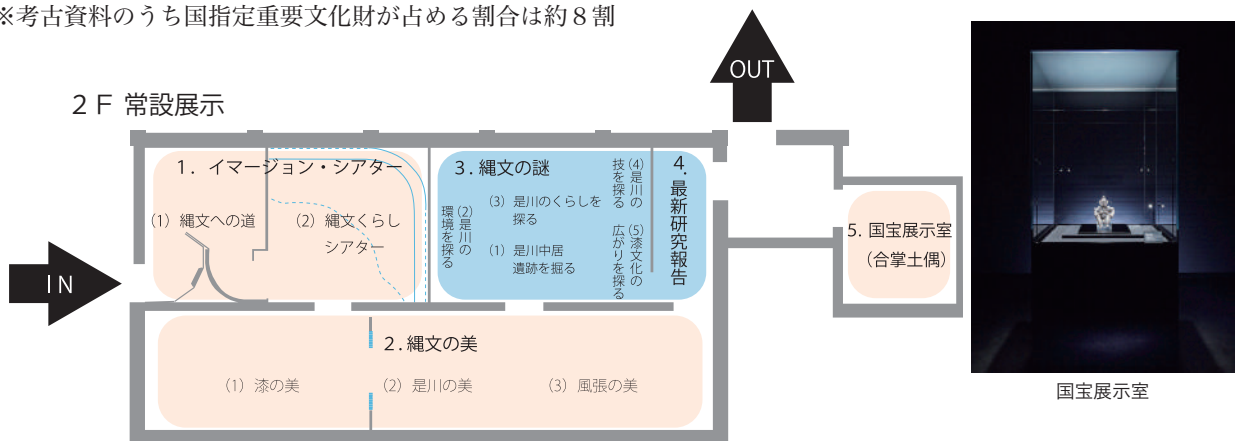 ※考古資料のうち国指定重要文化財が占める割合は約８割
OUT
２Ｆ 常設展示
1．イマージョン・シアター
(1) 縄文への道
(2) 縄文くらし
シアター
IN
3．縄文の謎
(3) 是川のくらしを
探る
(1) 是川中居
遺跡を掘る
(2)是川の
環境を探る
(4)是川の
技を探る
(5)漆文化の
広がりを探る
4．最新研究報告
5．国宝展示室
（合掌土偶）
2．縄文の美
(1) 漆の美
(2) 是川の美
(3) 風張の美
国宝展示室